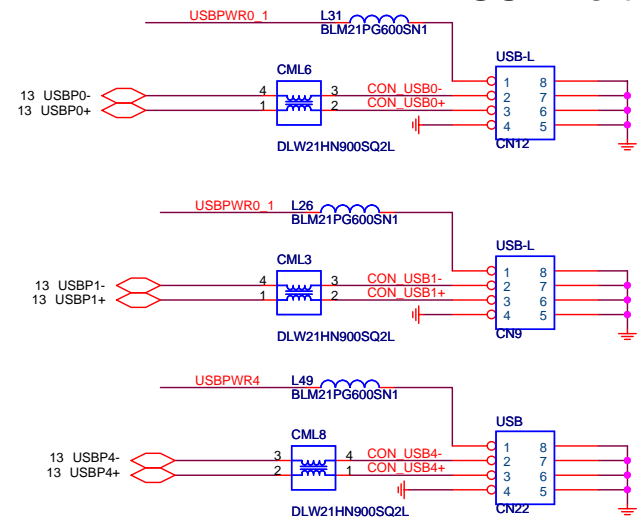 USBPWR0_1 L31
BLM21PG600SN1
CML6 USB-L
13 USBP0- 4 3 CON_USB0- 1 8
13 USBP0+ 1 2 CON_USB0+ 2 7
3 6
4 5
DLW21HN900SQ2L CN12
USBPWR0_1 L26
BLM21PG600SN1
CML3 USB-L
13 USBP1- 4 3 CON_USB1- 1 8
13 USBP1+ 1 2 CON_USB1+ 2 7
3 6
4 5
DLW21HN900SQ2L CN9
USBPWR4 L49
BLM21PG600SN1
CML8 USB
13 USBP4- 3 4 CON_USB4- 1 8
13 USBP4+ 2 1 CON_USB4+ 2 7
3 6
4 5
DLW21HN900SQ2L CN22